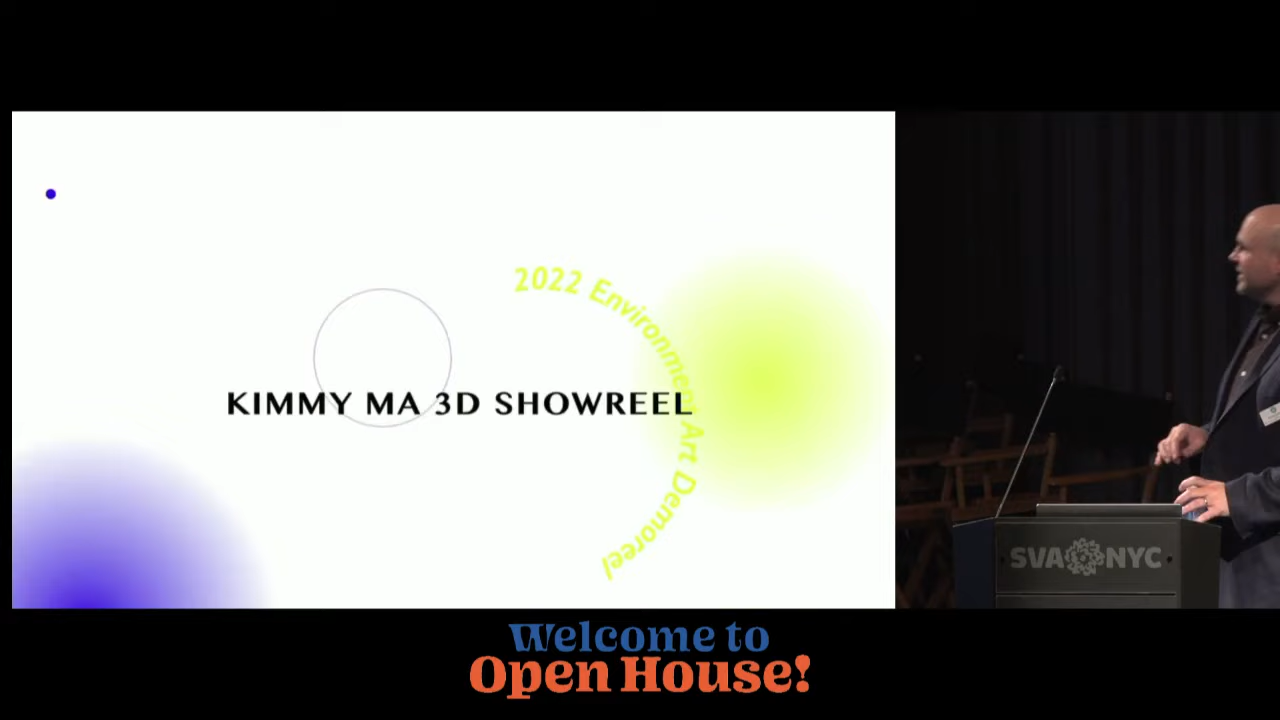 2022 Environment Art Demoreel
KIMMY MA 3D SHOWREEL
SVA NYC
Welcome to
Open House!